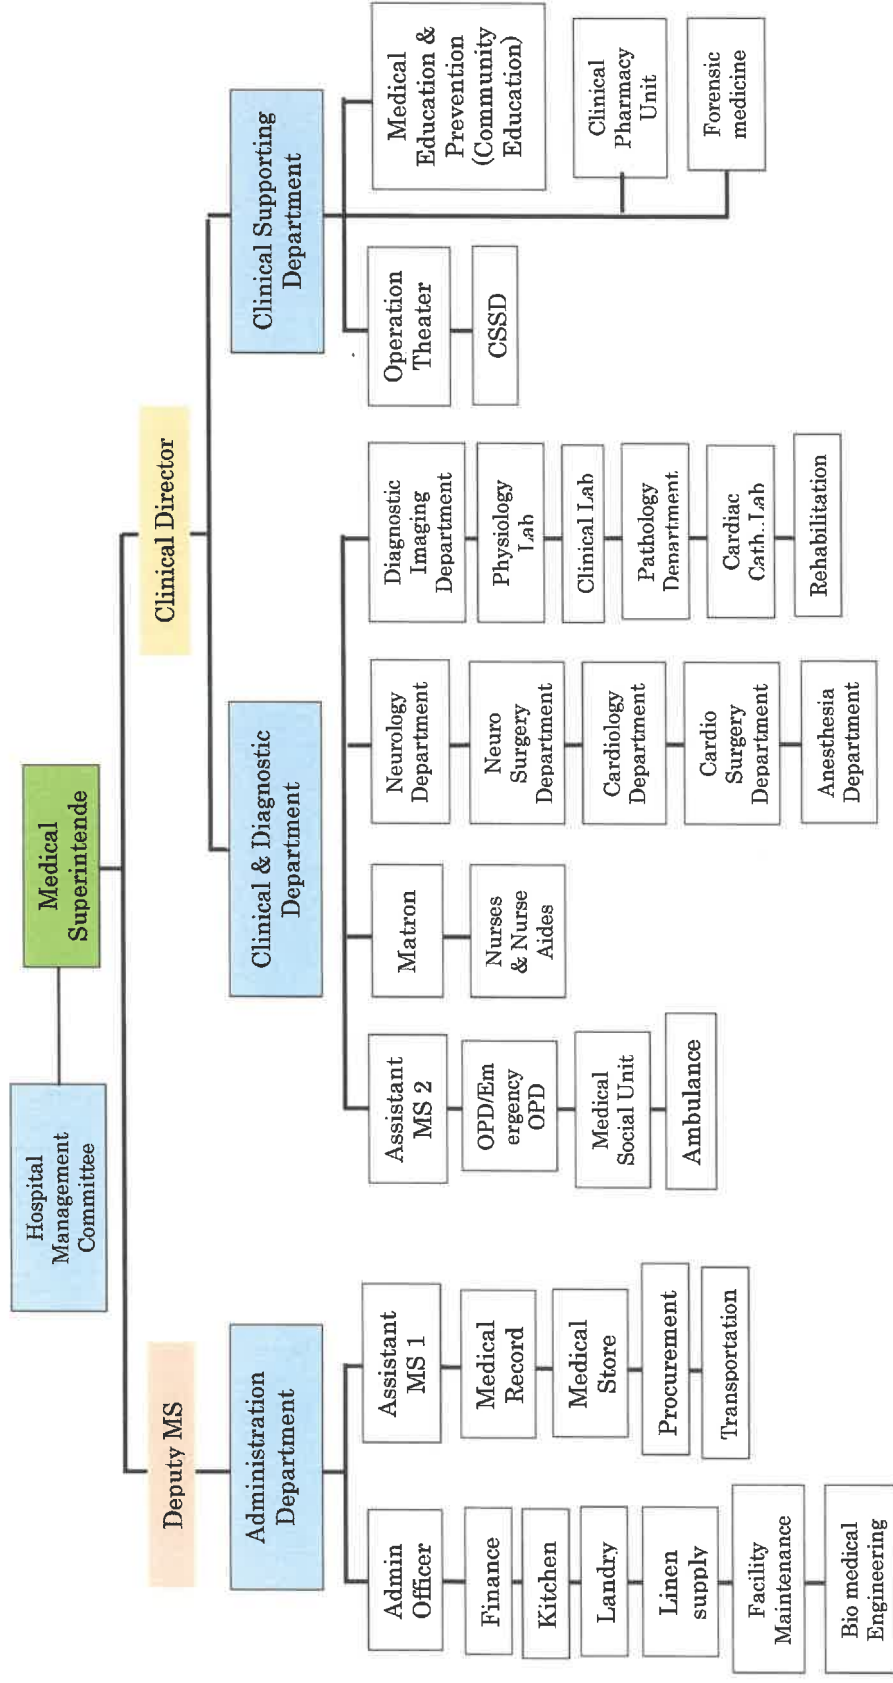 Hospital
Management
Committee
Medical
Superintende
Deputy MS
Clinical Director
Administration
Department
Clinical & Diagnostic
Department
Clinical Supporting
Department
Admin
Officer
Finance
Kitchen
Landry
Linen
supply
Facility
Maintenance
Bio medical
Engineering
Assistant
MS 1
Medical
Record
Medical
Store
Procurement
Transportation
Assistant
MS 2
OPD/Em
ergency
OPD
Medical
Social Unit
Ambulance
Matron
Nurses
& Nurse
Aides
Neurology
Department
Neuro
Surgery
Department
Cardiology
Department
Cardio
Surgery
Department
Anesthesia
Department
Diagnostic
Imaging
Department
Physiology
Lab
Clinical Lab
Pathology
Department
Cardiac
Cath. Lab
Rehabilitation
Operation
Theater
CSSD
Medical
Education &
Prevention
(Community
Education)
Clinical
Pharmacy
Unit
Forensic
medicine